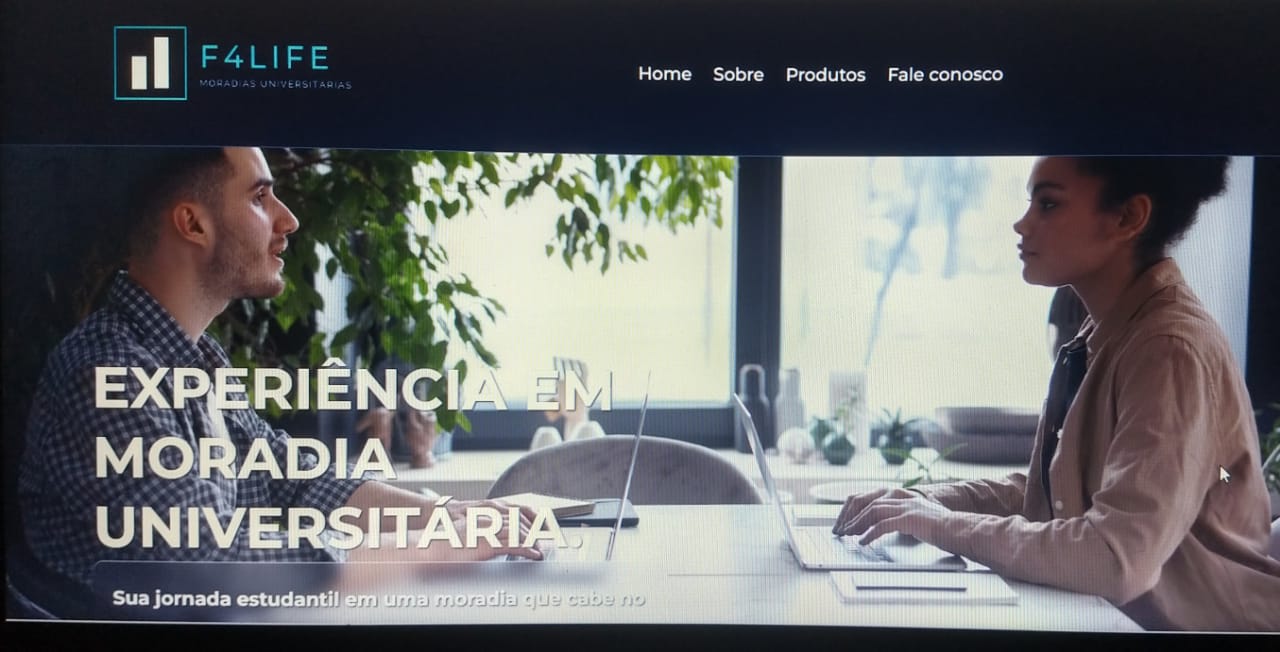 F4LIFE
MORADIAS UNIVERSITARIAS
Home Sobre Produtos Fale conosco
EXPERIÊNCIA EM
MORADIA
UNIVERSITÁRIA.
Sua jornada estudantil em uma moradia que cabe no